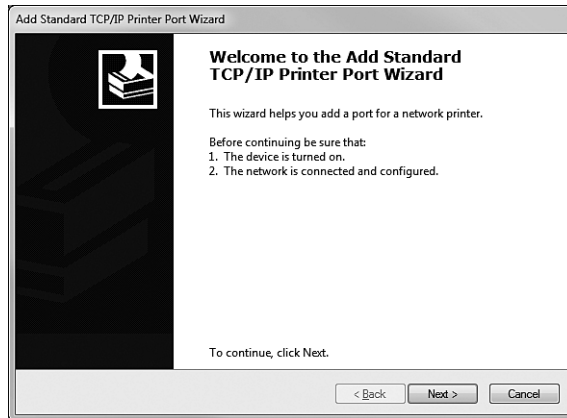 Add Standard TCP/IP Printer Port Wizard
Welcome to the Add Standard
TCP/IP Printer Port Wizard
This wizard helps you add a port for a network printer.
Before continuing be sure that:
1. The device is turned on.
2. The network is connected and configured.
To continue, click Next.
< Back Next > Cancel